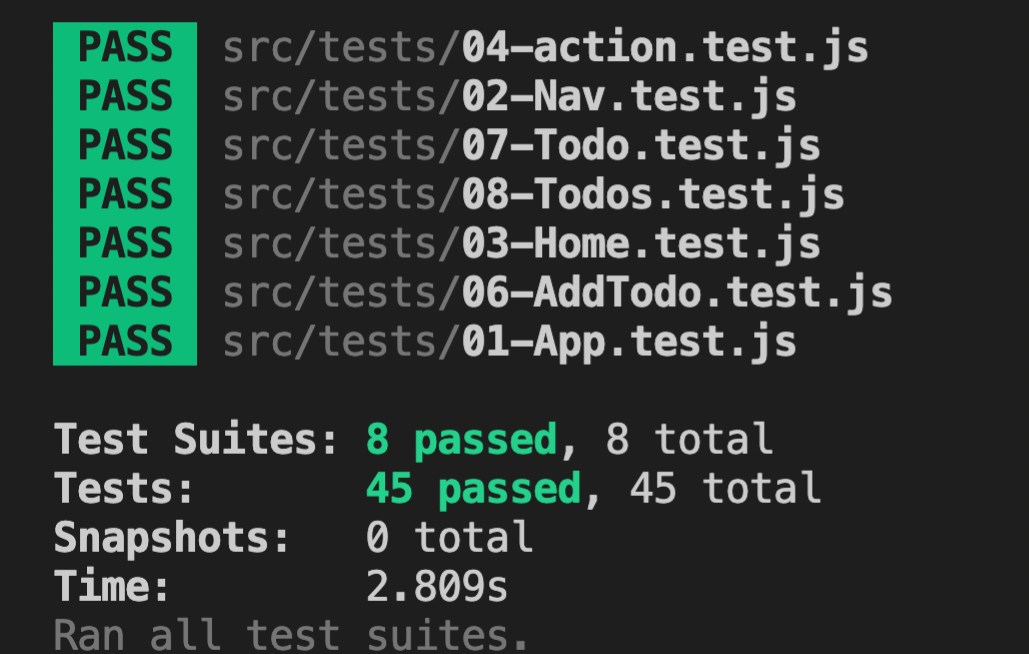 PASS src/tests/04-action.test.js
PASS src/tests/02-Nav.test.js
PASS src/tests/07-Todo.test.js
PASS src/tests/08-Todos.test.js
PASS src/tests/03-Home.test.js
PASS src/tests/06-AddTodo.test.js
PASS src/tests/01-App.test.js
Test Suites: 8 passed, 8 total
Tests: 45 passed, 45 total
Snapshots: 0 total
Time: 2.809s
Ran all test suites.